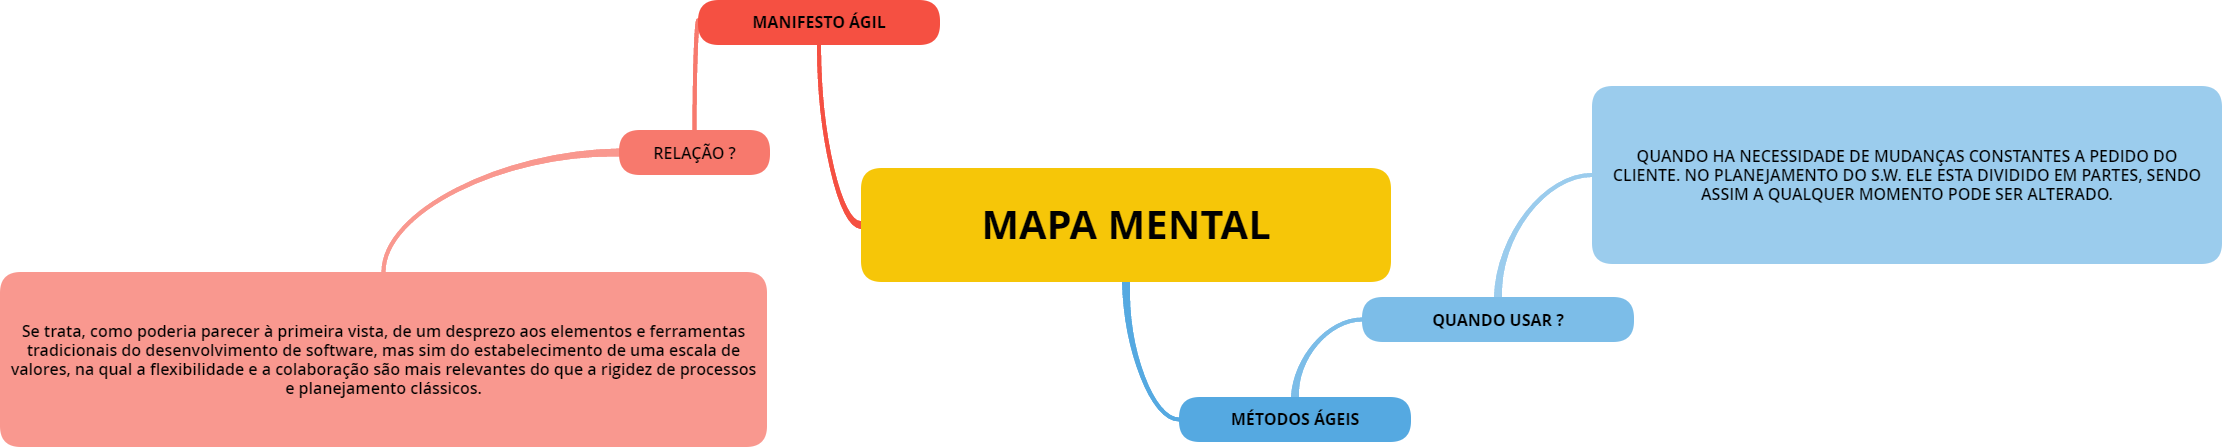 MANIFESTO ÁGIL
RELAÇÃO ?
Se trata, como poderia parecer à primeira vista, de um desprezo aos elementos e ferramentas
tradicionais do desenvolvimento de software, mas sim do estabelecimento de uma escala de
valores, na qual a flexibilidade e a colaboração são mais relevantes do que a rigidez de processos
e planejamento clássicos.
MAPA MENTAL
QUANDO HA NECESSIDADE DE MUDANÇAS CONSTANTES A PEDIDO DO
CLIENTE. NO PLANEJAMENTO DO S.W. ELE ESTA DIVIDIDO EM PARTES, SENDO
ASSIM A QUALQUER MOMENTO PODE SER ALTERADO.
QUANDO USAR ?
MÉTODOS ÁGEIS